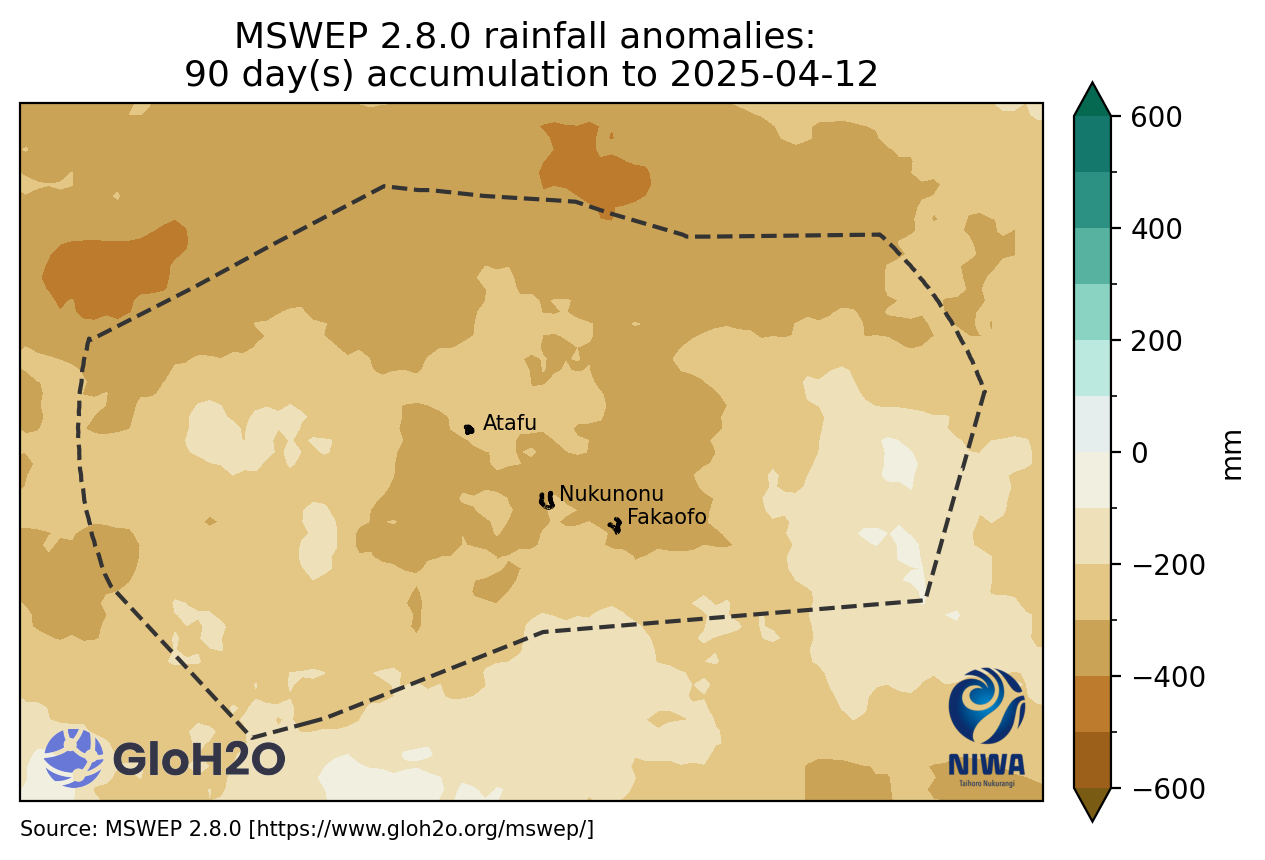 MSWEP 2.8.0 rainfall anomalies:
90 day(s) accumulation to 2025-04-12
600
400
200
0
−200
−400
−600
mm
Atafu
Nukunonu
Fakaofo
GloH2O
NIWA
Taihoro Nukurangi
Source: MSWEP 2.8.0 [https://www.gloh2o.org/mswep/]